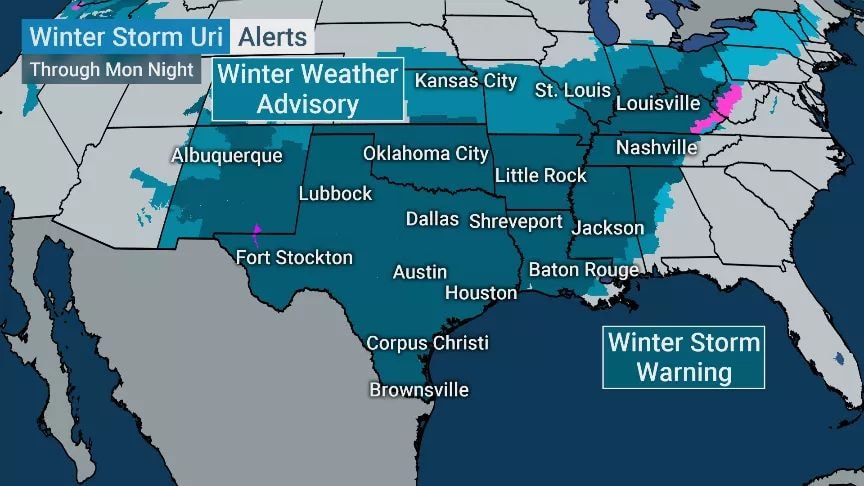 Winter Storm Uri Alerts
Through Mon Night
Winter Weather
Advisory
Kansas City
St. Louis
Louisville
Albuquerque
Oklahoma City
Nashville
Little Rock
Lubbock
Dallas
Shreveport
Jackson
Fort Stockton
Austin
Baton Rouge
Houston
Corpus Christi
Winter Storm
Warning
Brownsville